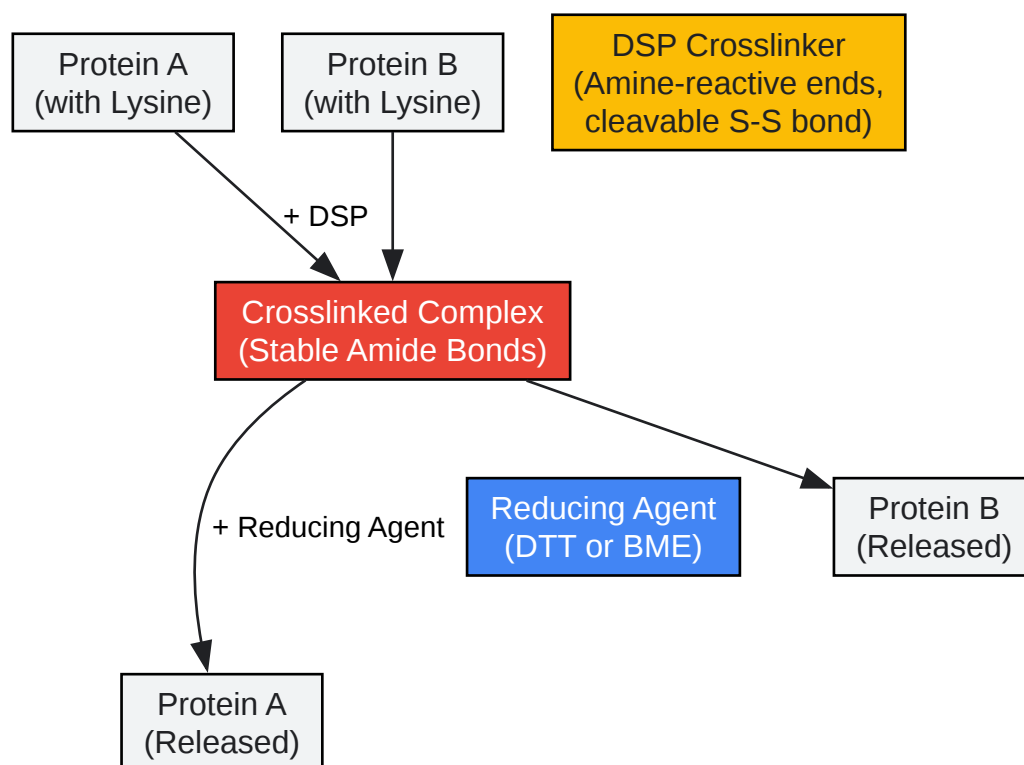 Protein A
(with Lysine)
Protein B
(with Lysine)
DSP Crosslinker
(Amine-reactive ends,
cleavable S-S bond)
+ DSP
Crosslinked Complex
(Stable Amide Bonds)
+ Reducing Agent
Reducing Agent
(DTT or BME)
Protein B
(Released)
Protein A
(Released)